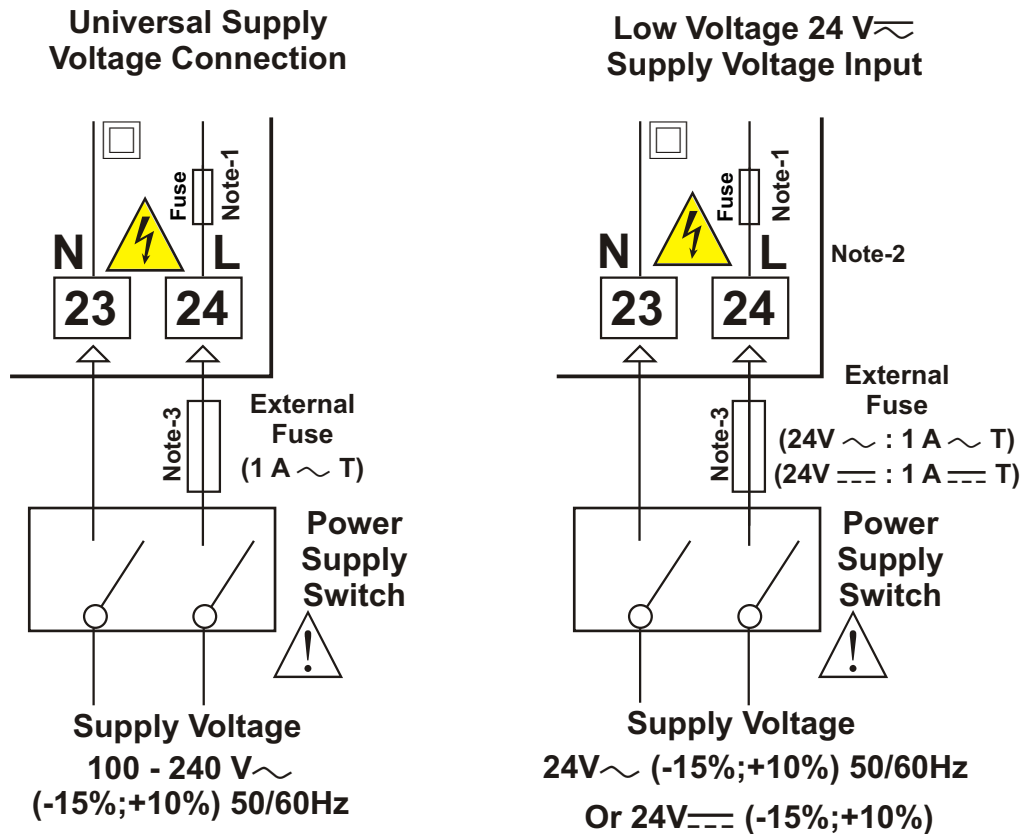 Universal Supply
Voltage Connection
Fuse
Note-1
N
L
23
24
Note-3
External
Fuse
(1 A ~ T)
Power
Supply
Switch
!
Supply Voltage
100 - 240 V~
(-15%;+10%) 50/60Hz
Low Voltage 24 V⏦
Supply Voltage Input
Fuse
Note-1
N
L
Note-2
23
24
Note-3
External
Fuse
(24V ~ : 1 A ~ T)
(24V ⎓ : 1 A ⎓ T)
Power
Supply
Switch
!
Supply Voltage
24V~ (-15%;+10%) 50/60Hz
Or 24V⎓ (-15%;+10%)